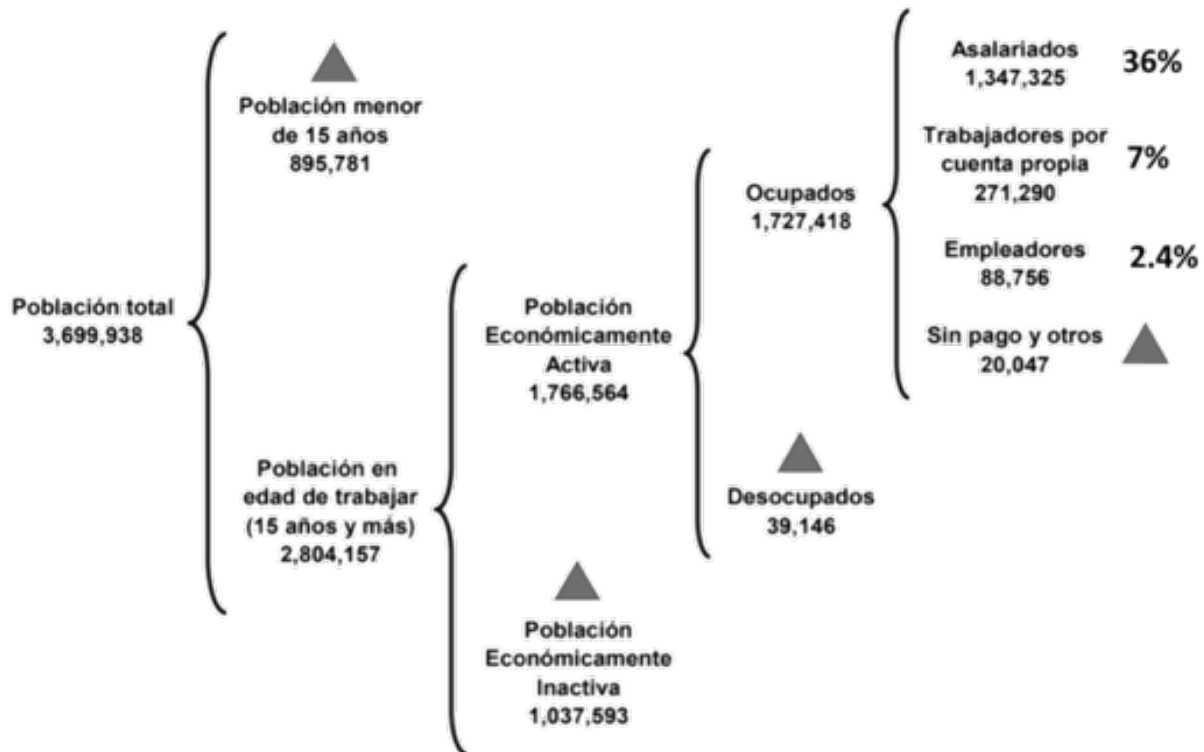 Población total
3,699,938
Población menor
de 15 años
895,781
Población en
edad de trabajar
(15 años y más)
2,804,157
Población
Económicamente
Activa
1,766,564
Población
Económicamente
Inactiva
1,037,593
Ocupados
1,727,418
Desocupados
39,146
Asalariados
1,347,325
36%
Trabajadores por
cuenta propia
271,290
7%
Empleadores
88,756
2.4%
Sin pago y otros
20,047